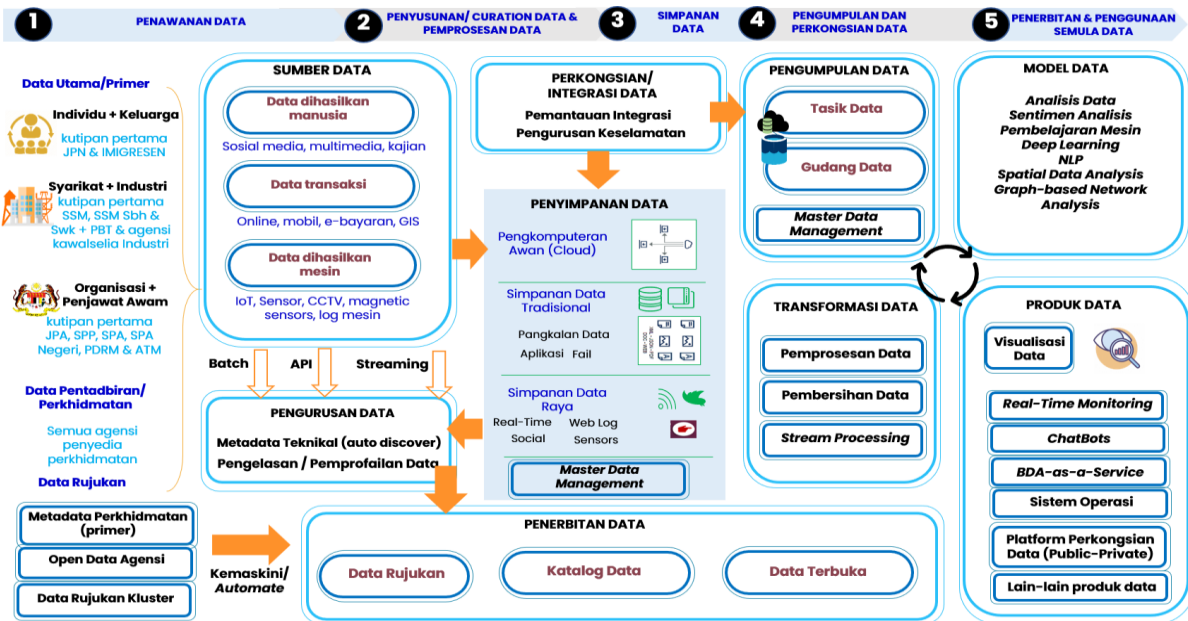 1
PENAWANAN DATA
2
PENYUSUNAN/ CURATION DATA &
PEMPROSESAN DATA
3
SIMPANAN
DATA
4
PENGUMPULAN DAN
PERKONGSIAN DATA
5
PENERBITAN & PENGGUNAAN
SEMULA DATA
Data Utama/Primer
Individu + Keluarga
kutipan pertama
JPN & IMIGRESEN
Syarikat + Industri
kutipan pertama
SSM, SSM Sbh &
Swk + PBT & agensi
kawalselia Industri
Organisasi +
Penjawat Awam
kutipan pertama
JPA, SPP, SPA, SPA
Negeri, PDRM & ATM
Data Pentadbiran/
Perkhidmatan
Semua agensi
penyedia
perkhidmatan
Data Rujukan
Metadata Perkhidmatan
(primer)
Open Data Agensi
Data Rujukan Kluster
Kemaskini/
Automate
SUMBER DATA
Data dihasilkan
manusia
Sosial media, multimedia, kajian
Data transaksi
Online, mobil, e-bayaran, GIS
Data dihasilkan
mesin
IoT, Sensor, CCTV, magnetic
sensors, log mesin
Batch
API
Streaming
PENGURUSAN DATA
Metadata Teknikal (auto discover)
Pengelasan / Pemprofailan Data
PERKONGSIAN/
INTEGRASI DATA
Pemantauan Integrasi
Pengurusan Keselamatan
PENYIMPANAN DATA
Pengkomputeran
Awan (Cloud)
Simpanan Data
Tradisional
Pangkalan Data
Aplikasi Fail
Simpanan Data
Raya
Real-Time
Social
Web Log
Sensors
Master Data
Management
PENGUMPULAN DATA
Tasik Data
Gudang Data
Master Data
Management
TRANSFORMASI DATA
Pemprosesan Data
Pembersihan Data
Stream Processing
MODEL DATA
Analisis Data
Sentimen Analisis
Pembelajaran Mesin
Deep Learning
NLP
Spatial Data Analysis
Graph-based Network
Analysis
PRODUK DATA
Visualisasi
Data
Real-Time Monitoring
ChatBots
BDA-as-a-Service
Sistem Operasi
Platform Perkongsian
Data (Public-Private)
Lain-lain produk data
PENERBITAN DATA
Data Rujukan
Katalog Data
Data Terbuka